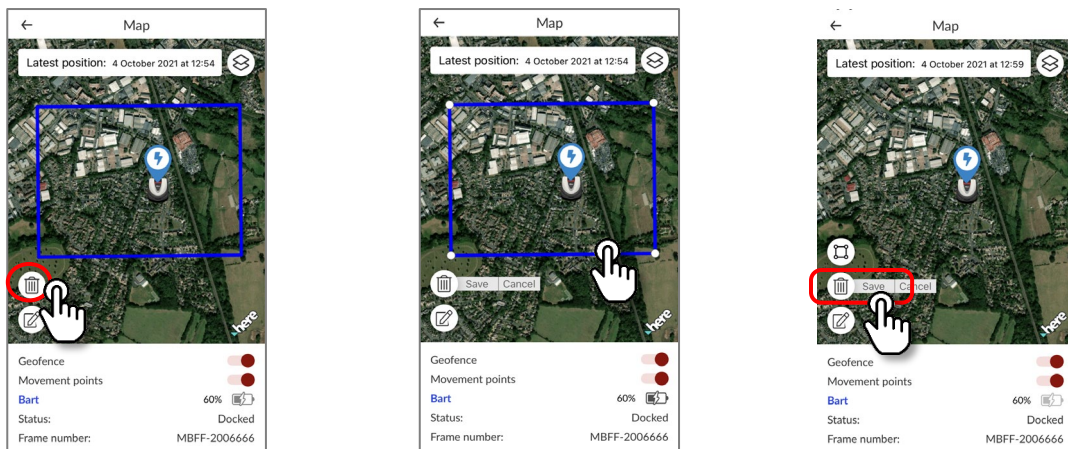 Map
Latest position: 4 October 2021 at 12:54
here
Geofence
Movement points
Bart 60%
Status: Docked
Frame number: MBFF-2006666
Map
Latest position: 4 October 2021 at 12:54
Save Cancel
here
Geofence
Movement points
Bart 60%
Status: Docked
Frame number: MBFF-2006666
Map
Latest position: 4 October 2021 at 12:59
Save Cancel
here
Geofence
Movement points
Bart 60%
Status: Docked
Frame number: MBFF-2006666